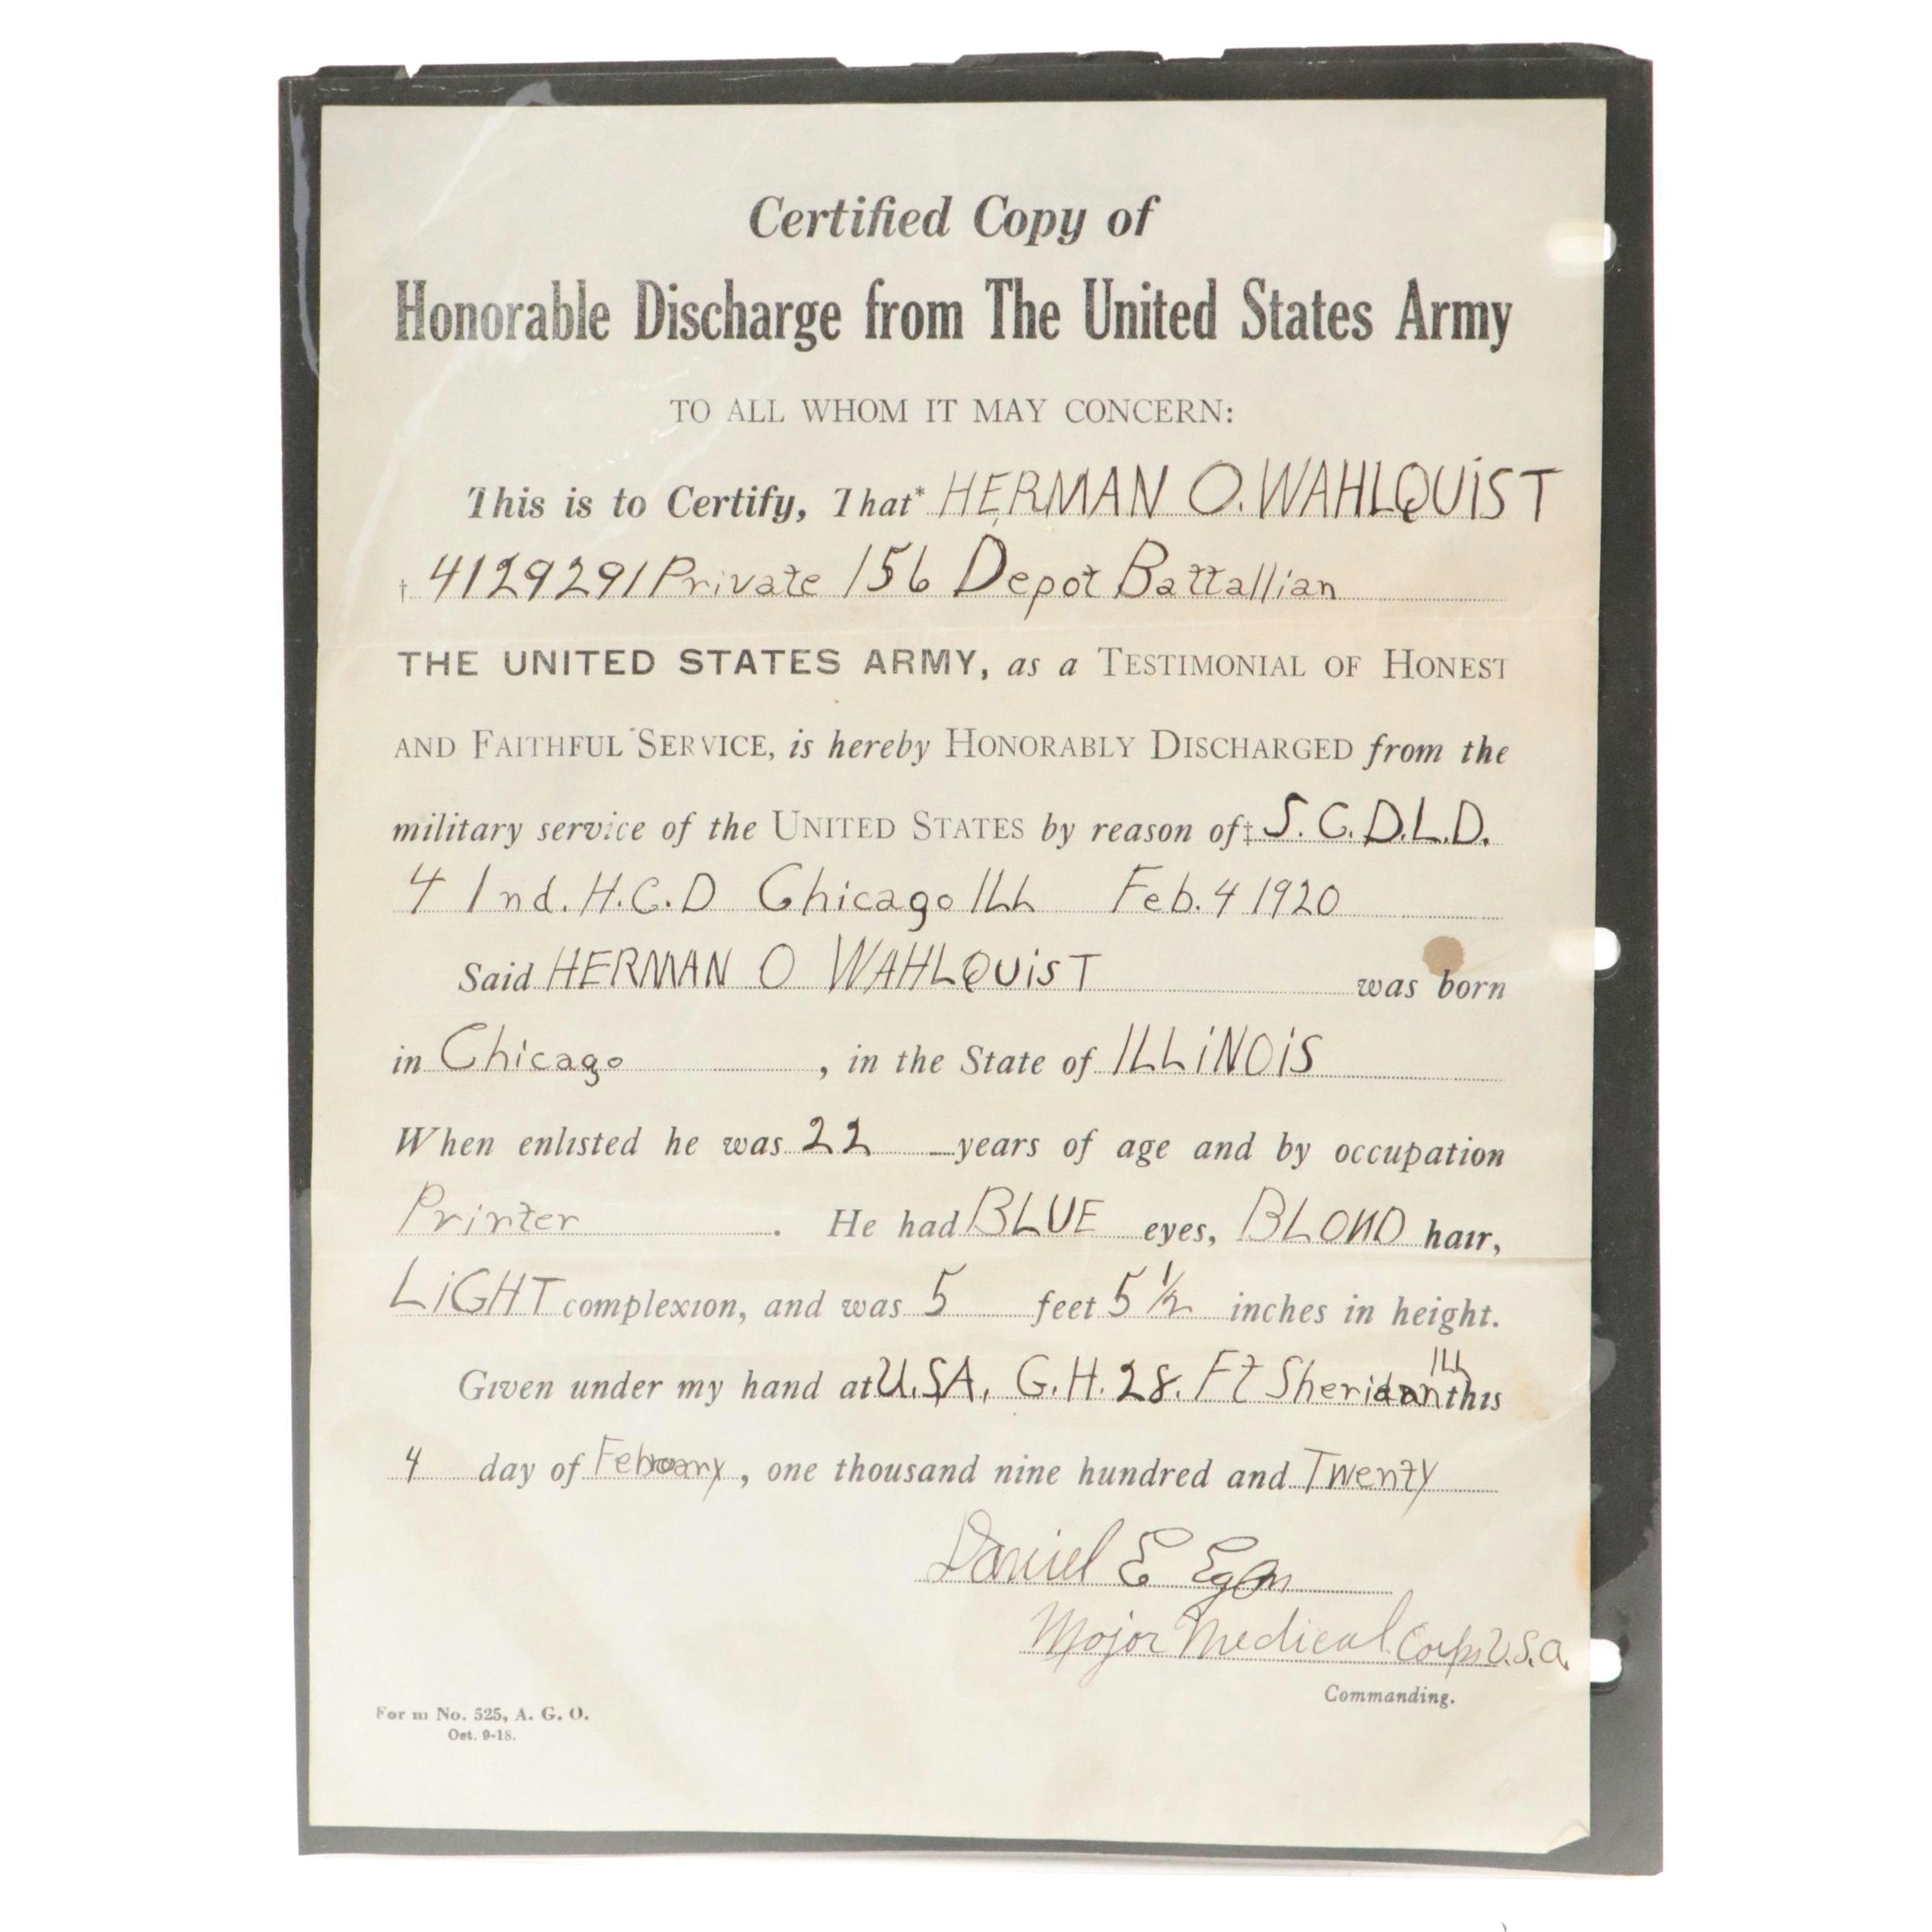 Certified Copy of
Honorable Discharge from The United States Army
TO ALL WHOM IT MAY CONCERN:
This is to Certify, That* HERMAN O. WAHLQUiST
† 4129291 Private 156 Depot Battallian
THE UNITED STATES ARMY, as a TESTIMONIAL OF HONEST
AND FAITHFUL SERVICE, is hereby HONORABLY DISCHARGED from the
military service of the UNITED STATES by reason of‡ S.C.D.L.D.
4 Ind. H.C.D Chicago ILL Feb. 4 1920
Said HERMAN O WAHLQUiST was born
in Chicago, in the State of ILLiNOiS
When enlisted he was 22 years of age and by occupation
Printer. He had BLUE eyes, BLOND hair,
LiGHT complexion, and was 5 feet 5 1/2 inches in height.
Given under my hand at U.S.A. G.H. 28. Ft Sheridan ILL this
4 day of February, one thousand nine hundred and Twenty
Daniel E Egan
Major Medical Corps U.S.A.
Commanding.
Form No. 525, A. G. O.
Oct. 9-18.